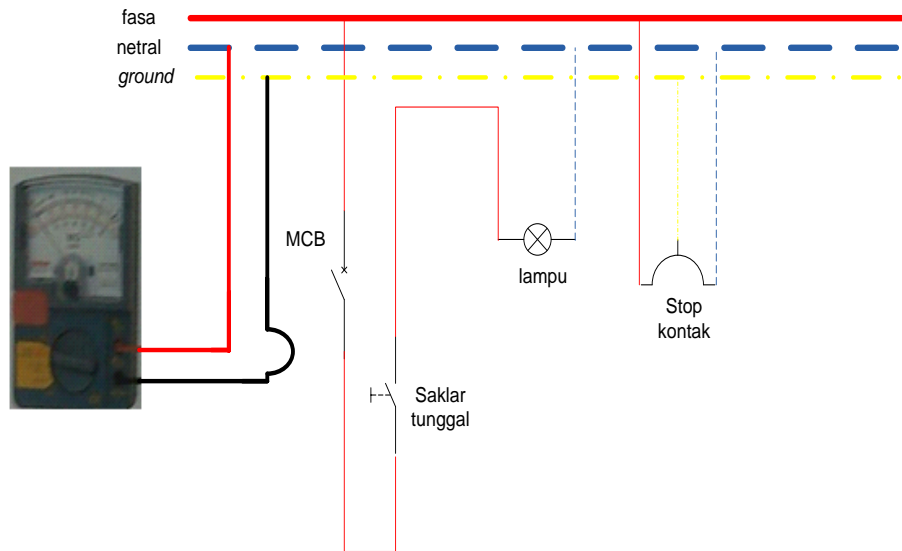 fasa
netral
ground
MCB
lampu
Stop
kontak
Saklar
tunggal